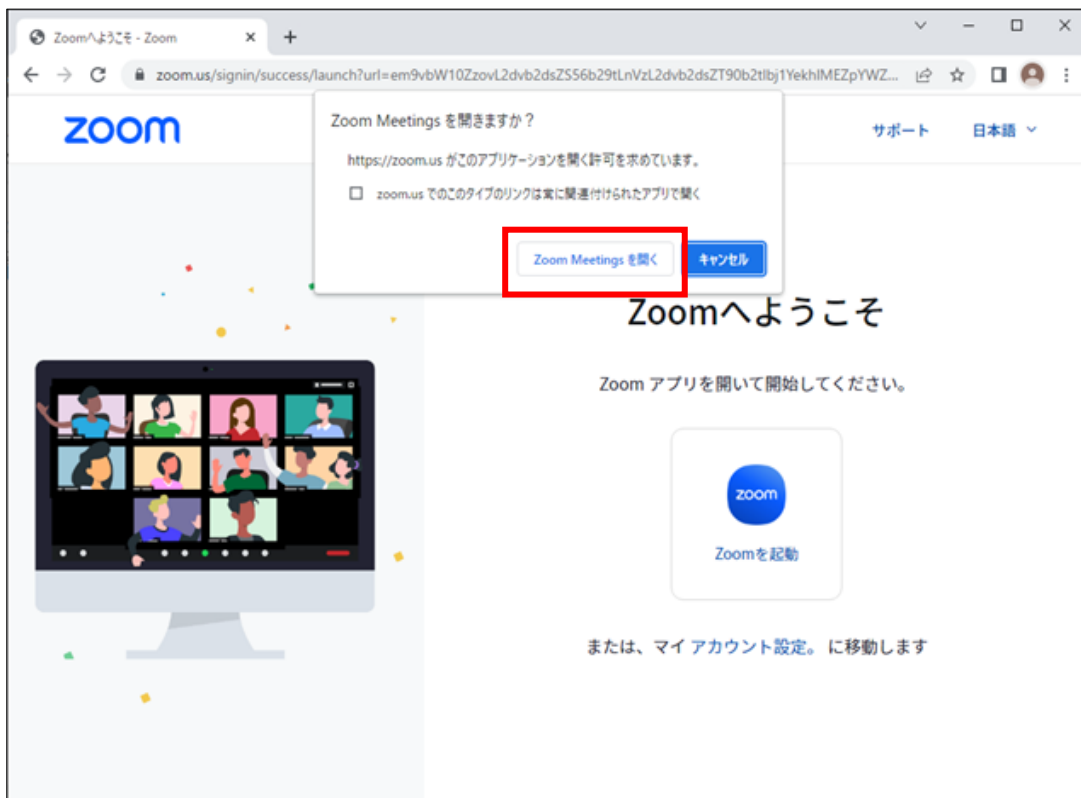 Zoomへようこそ - Zoom
zoom.us/signin/success/launch?url=em9vbW10ZzovL2dvb2dsZS56b29tLnVzL2dvb2dsZT90b2tlbj1YekhIMEZpYWZ...
zoom
サポート
日本語
Zoom Meetings を開きますか？
https://zoom.us がこのアプリケーションを開く許可を求めています。
zoom.us でのこのタイプのリンクは常に関連付けられたアプリで開く
Zoom Meetings を開く
キャンセル
Zoomへようこそ
Zoom アプリを開いて開始してください。
zoom
Zoomを起動
または、マイ アカウント設定。 に移動します